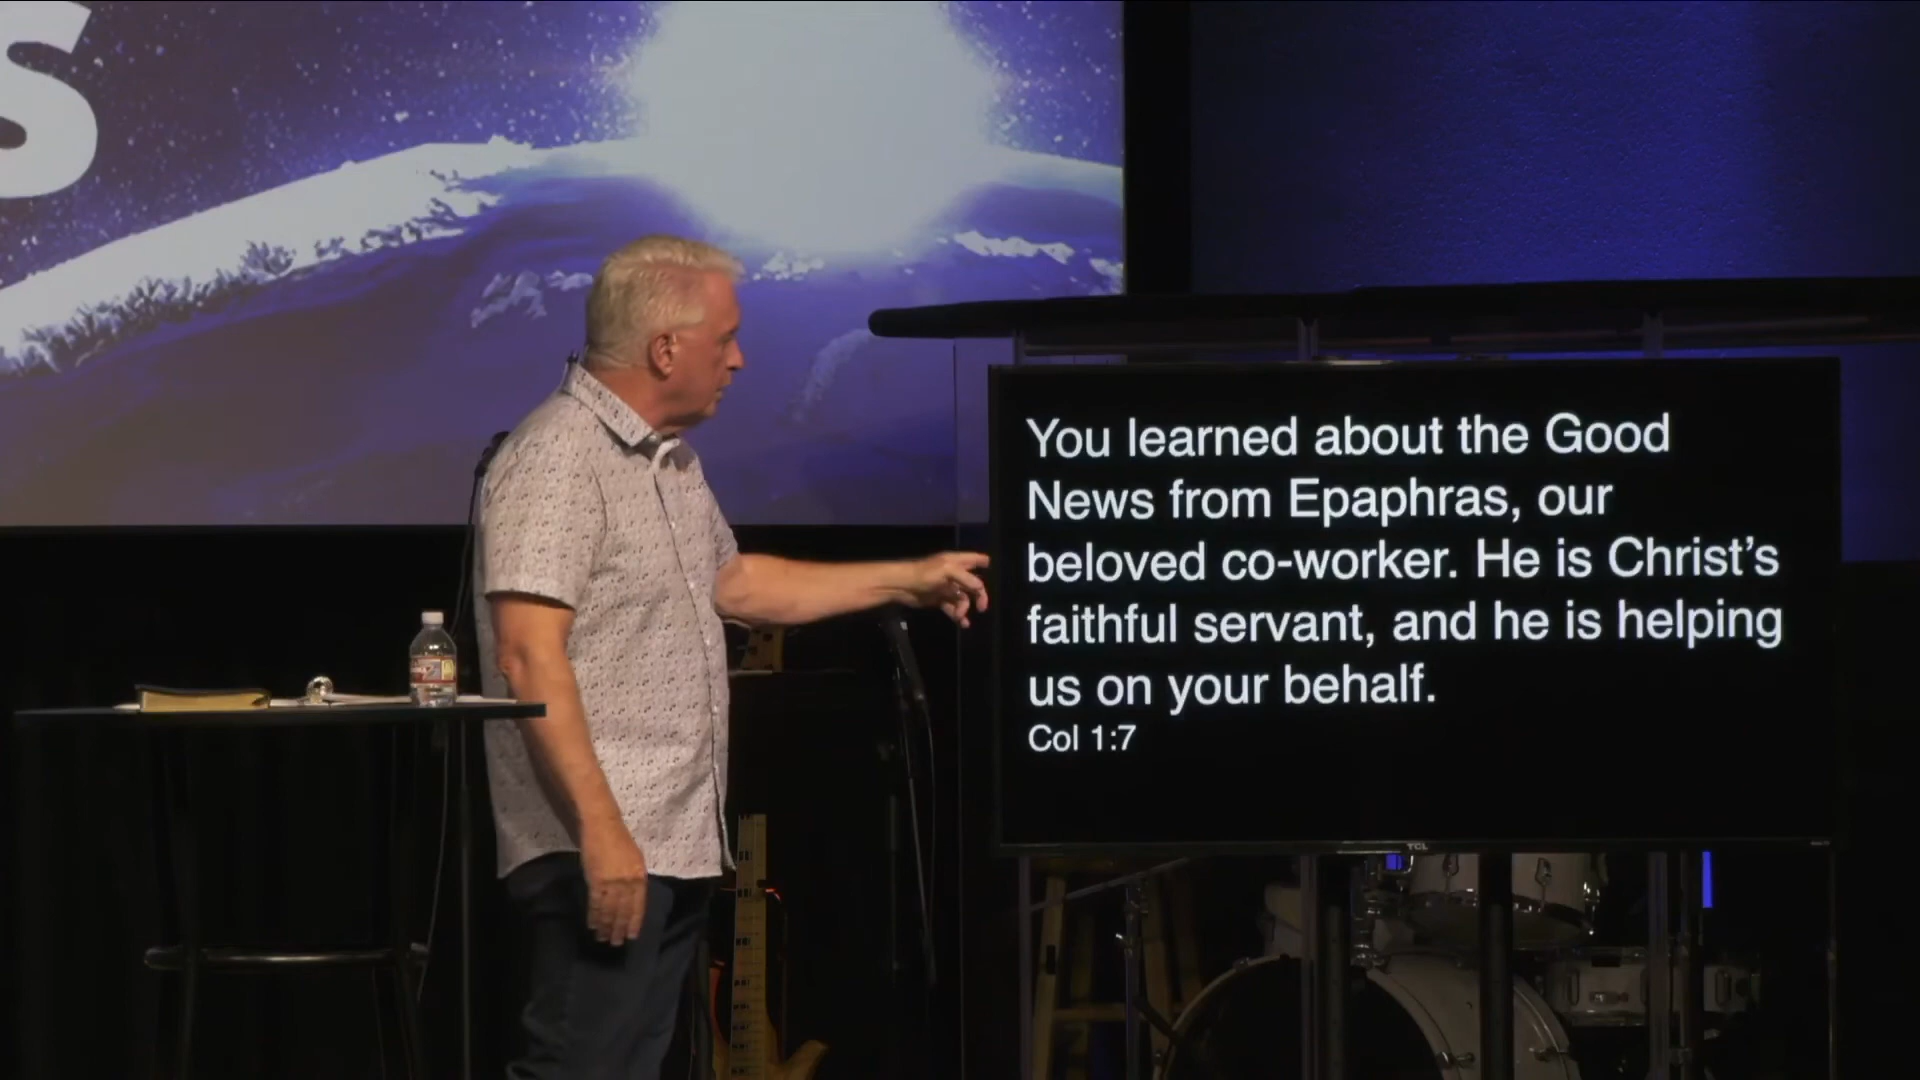 S
You learned about the Good
News from Epaphras, our
beloved co-worker. He is Christ’s
faithful servant, and he is helping
us on your behalf.
Col 1:7
TCL